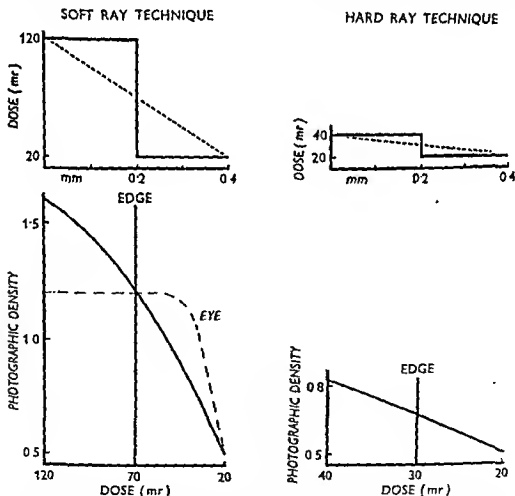 SOFT RAY TECHNIQUE
120
DOSE (mr)
20
mm
0·2
0·4
EDGE
1·5
1·0
0·5
PHOTOGRAPHIC DENSITY
EYE
120
70
20
DOSE (mr)
HARD RAY TECHNIQUE
40
20
DOSE (mr)
mm
0·2
0·4
EDGE
0·8
0·5
PHOTOGRAPHIC DENSITY
40
30
20
DOSE (mr)